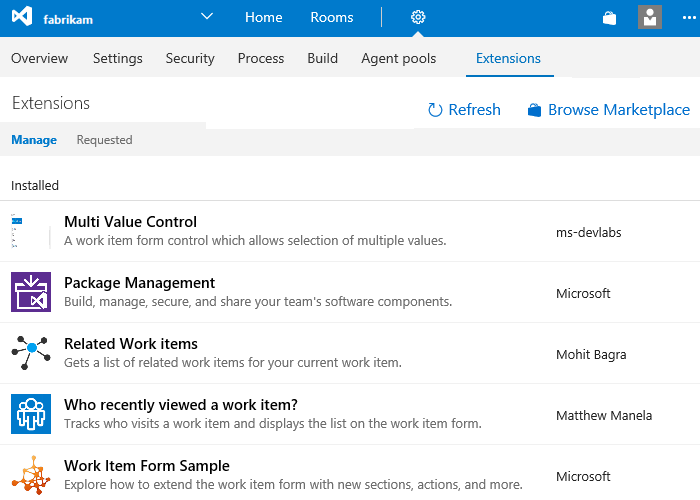 fabrikam Home Rooms
Overview Settings Security Process Build Agent pools Extensions
Extensions
Refresh Browse Marketplace
Manage Requested
Installed
Multi Value Control
A work item form control which allows selection of multiple values.
ms-devlabs
Package Management
Build, manage, secure, and share your team's software components.
Microsoft
Related Work items
Gets a list of related work items for your current work item.
Mohit Bagra
Who recently viewed a work item?
Tracks who visits a work item and displays the list on the work item form.
Matthew Manela
Work Item Form Sample
Explore how to extend the work item form with new sections, actions, and more.
Microsoft